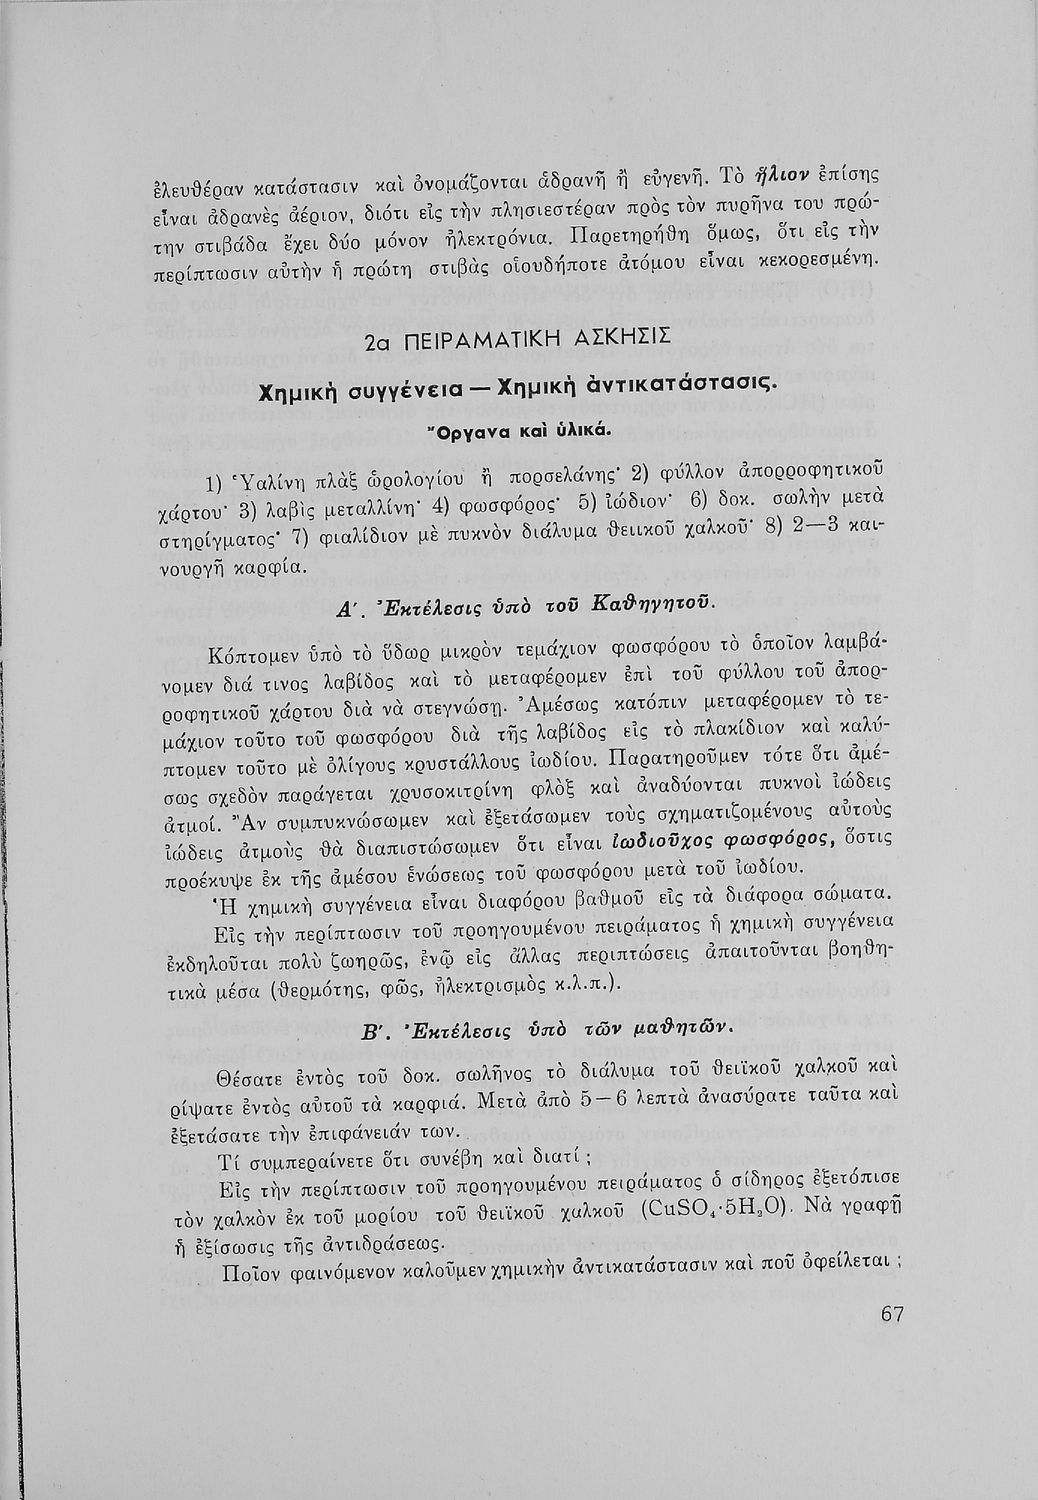 ἐλευθέραν κατάστασιν καὶ ὀνομάζονται ἀδρανῆ ἢ εὐγενῆ. Τὸ ἥλιον ἐπίσης
εἶναι ἀδρανὲς ἀέριον, διότι εἰς τὴν πλησιεστέραν πρὸς τὸν πυρῆνα του πρώ-
την στιβάδα ἔχει δύο μόνον ἠλεκτρόνια. Παρετηρήθη ὅμως, ὅτι εἰς τὴν
περίπτωσιν αὐτὴν ἡ πρώτη στιβὰς οἱουδήποτε ἀτόμου εἶναι κεκορεσμένη.
2α ΠΕΙΡΑΜΑΤΙΚΗ ΑΣΚΗΣΙΣ
Χημικὴ συγγένεια — Χημικὴ ἀντικατάστασις.
Ὄργανα καὶ ὑλικά.
1) Ὑαλίνη πλὰξ ὡρολογίου ἢ πορσελάνης· 2) φύλλον ἀπορροφητικοῦ
χάρτου· 3) λαβὶς μεταλλίνη· 4) φωσφόρος· 5) ἰώδιον· 6) δοκ. σωλὴν μετὰ
στηρίγματος· 7) φιαλίδιον μὲ πυκνὸν διάλυμα θειικοῦ χαλκοῦ· 8) 2—3 και-
νουργῆ καρφία.
Α΄. Ἐκτέλεσις ὑπὸ τοῦ Καθηγητοῦ.
Κόπτομεν ὑπὸ τὸ ὕδωρ μικρὸν τεμάχιον φωσφόρου τὸ ὁποῖον λαμβά-
νομεν διά τινος λαβίδος καὶ τὸ μεταφέρομεν ἐπὶ τοῦ φύλλου τοῦ ἀπορ-
ροφητικοῦ χάρτου διὰ νὰ στεγνώσῃ. Ἀμέσως κατόπιν μεταφέρομεν τὸ τε-
μάχιον τοῦτο τοῦ φωσφόρου διὰ τῆς λαβίδος εἰς τὸ πλακίδιον καὶ καλύ-
πτομεν τοῦτο μὲ ὀλίγους κρυστάλλους ἰωδίου. Παρατηροῦμεν τότε ὅτι ἀμέ-
σως σχεδὸν παράγεται χρυσοκιτρίνη φλὸξ καὶ ἀναδύονται πυκνοὶ ἰώδεις
ἀτμοί. Ἂν συμπυκνώσωμεν καὶ ἐξετάσωμεν τοὺς σχηματιζομένους αὐτοὺς
ἰώδεις ἀτμοὺς θὰ διαπιστώσωμεν ὅτι εἶναι ἰωδιοῦχος φωσφόρος, ὅστις
προέκυψε ἐκ τῆς ἀμέσου ἑνώσεως τοῦ φωσφόρου μετὰ τοῦ ἰωδίου.
Ἡ χημικὴ συγγένεια εἶναι διαφόρου βαθμοῦ εἰς τὰ διάφορα σώματα.
Εἰς τὴν περίπτωσιν τοῦ προηγουμένου πειράματος ἡ χημικὴ συγγένεια
ἐκδηλοῦται πολὺ ζωηρῶς, ἐνῷ εἰς ἄλλας περιπτώσεις ἀπαιτοῦνται βοηθη-
τικὰ μέσα (θερμότης, φῶς, ἠλεκτρισμὸς κ.λ.π.).
Β΄. Ἐκτέλεσις ὑπὸ τῶν μαθητῶν.
Θέσατε ἐντὸς τοῦ δοκ. σωλῆνος τὸ διάλυμα τοῦ θειϊκοῦ χαλκοῦ καὶ
ρίψατε ἐντὸς αὐτοῦ τὰ καρφιά. Μετὰ ἀπὸ 5—6 λεπτὰ ἀνασύρατε ταῦτα καὶ
ἐξετάσατε τὴν ἐπιφάνειάν των.
Τί συμπεραίνετε ὅτι συνέβη καὶ διατί ;
Εἰς τὴν περίπτωσιν τοῦ προηγουμένου πειράματος ὁ σίδηρος ἐξετόπισε
τὸν χαλκὸν ἐκ τοῦ μορίου τοῦ θειϊκοῦ χαλκοῦ (CuSO₄·5H₂O). Νὰ γραφῇ
ἡ ἐξίσωσις τῆς ἀντιδράσεως.
Ποῖον φαινόμενον καλοῦμεν χημικὴν ἀντικατάστασιν καὶ ποῦ ὀφείλεται ;
67